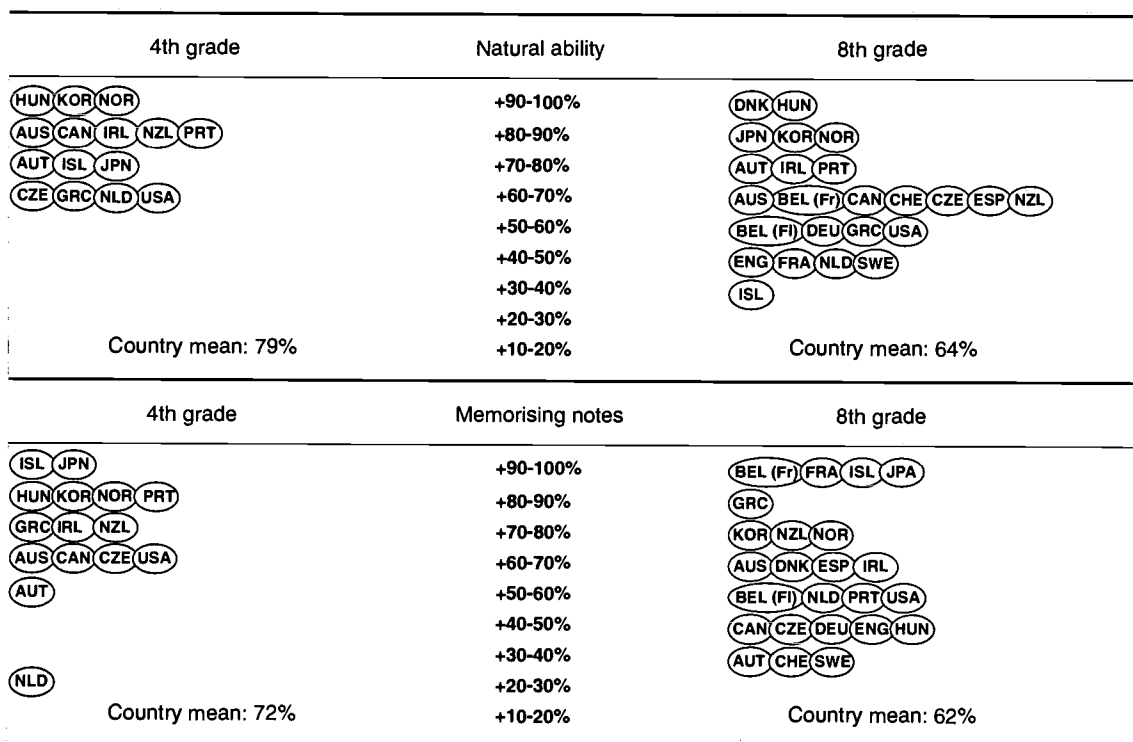 4th grade Natural ability 8th grade
HUN KOR NOR +90-100% DNK HUN
AUS CAN IRL NZL PRT +80-90% JPN KOR NOR
AUT ISL JPN +70-80% AUT IRL PRT
CZE GRC NLD USA +60-70% AUS BEL (Fr) CAN CHE CZE ESP NZL
+50-60% BEL (Fl) DEU GRC USA
+40-50% ENG FRA NLD SWE
+30-40% ISL
+20-30%
Country mean: 79% +10-20% Country mean: 64%
4th grade Memorising notes 8th grade
ISL JPN +90-100% BEL (Fr) FRA ISL JPA
HUN KOR NOR PRT +80-90% GRC
GRC IRL NZL +70-80% KOR NZL NOR
AUS CAN CZE USA +60-70% AUS DNK ESP IRL
AUT +50-60% BEL (Fl) NLD PRT USA
+40-50% CAN CZE DEU ENG HUN
+30-40% AUT CHE SWE
NLD +20-30%
Country mean: 72% +10-20% Country mean: 62%